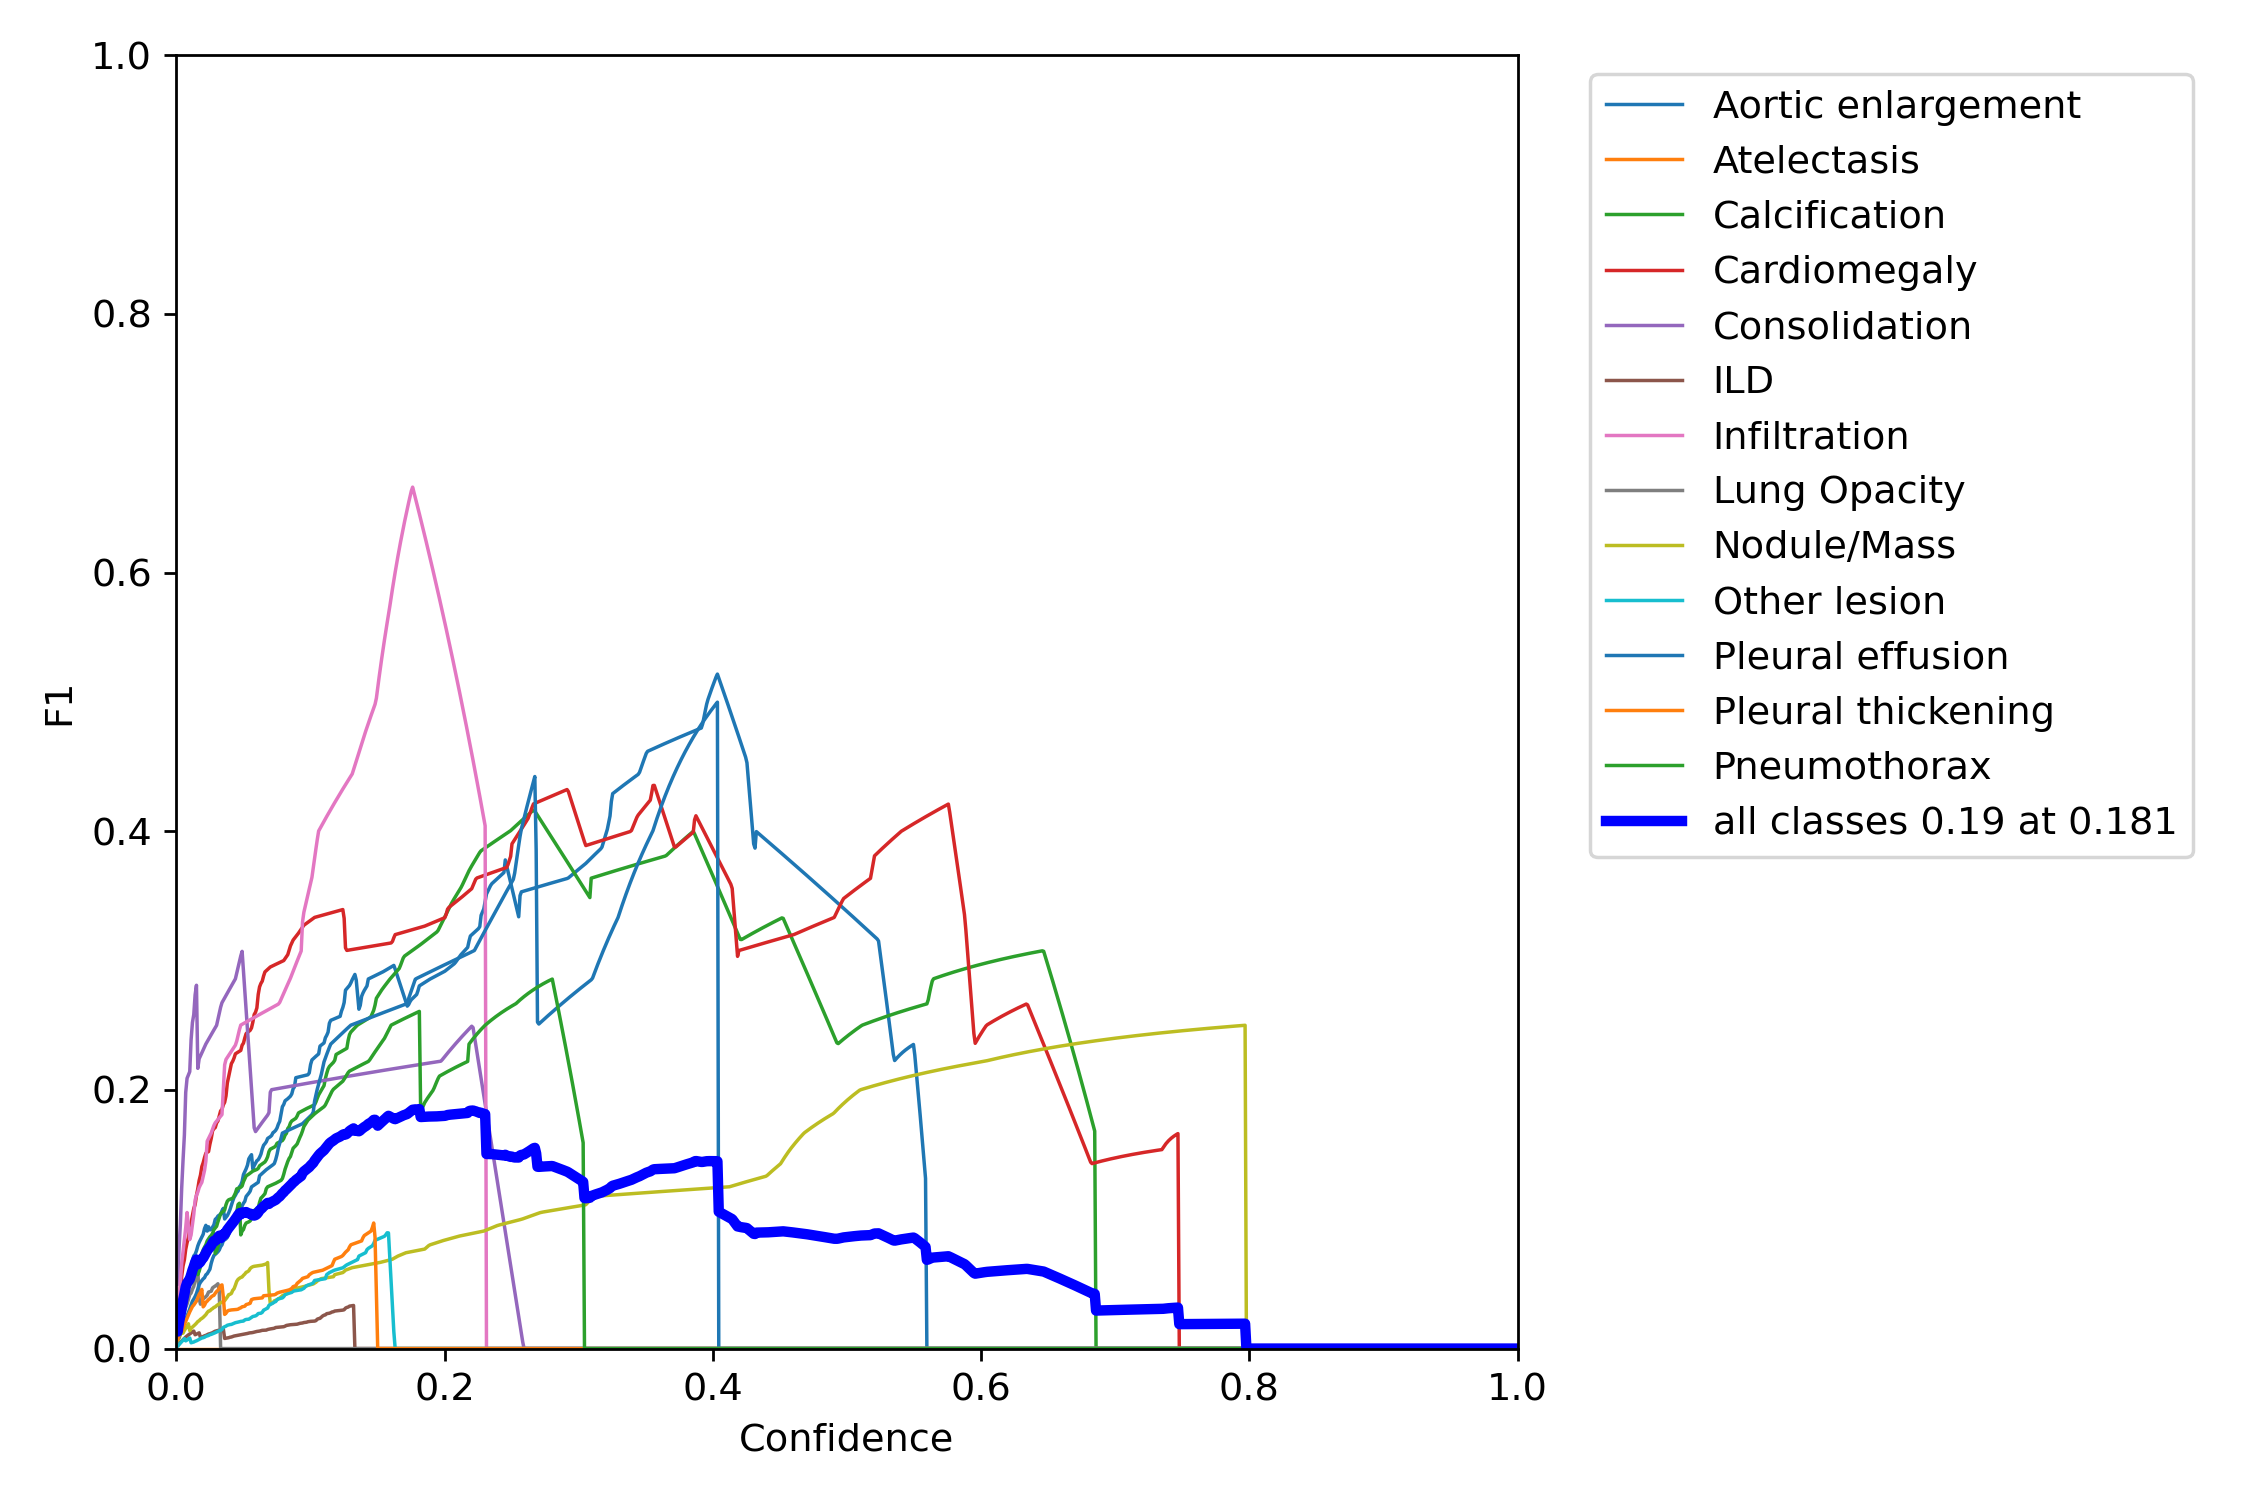 1.0
0.8
0.6
0.4
0.2
0.0
F1
0.0 0.2 0.4 0.6 0.8 1.0
Confidence
Aortic enlargement
Atelectasis
Calcification
Cardiomegaly
Consolidation
ILD
Infiltration
Lung Opacity
Nodule/Mass
Other lesion
Pleural effusion
Pleural thickening
Pneumothorax
all classes 0.19 at 0.181